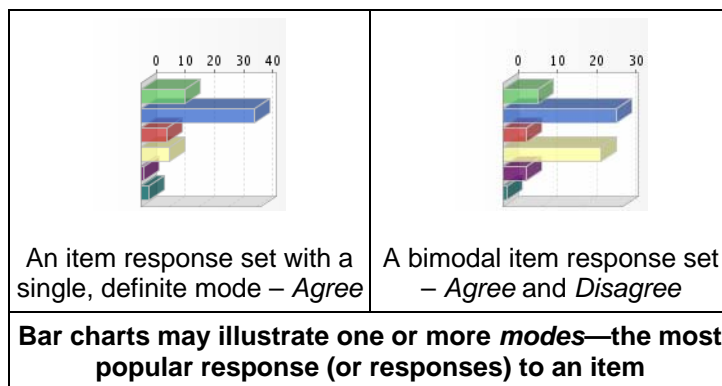 0 10 20 30 40
0 10 20 30
An item response set with a
single, definite mode – Agree
A bimodal item response set
– Agree and Disagree
Bar charts may illustrate one or more modes—the most
popular response (or responses) to an item